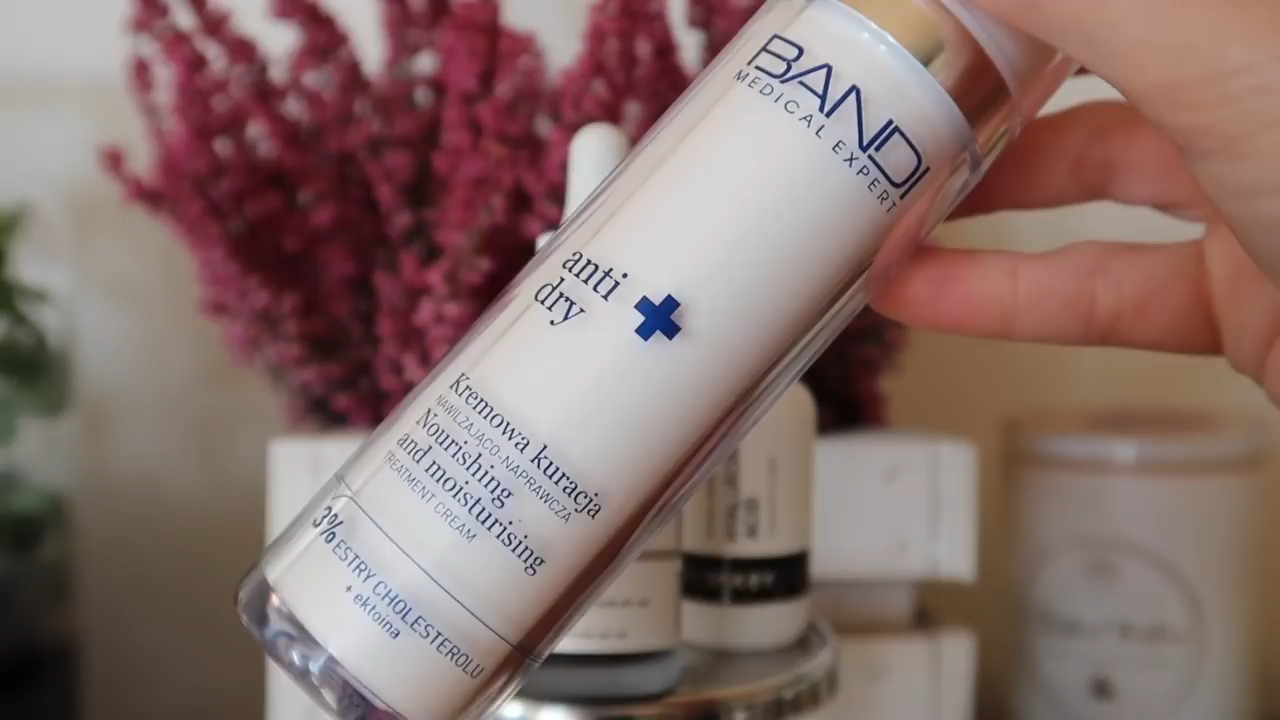 BANDI
MEDICAL EXPERT
anti
dry
Kremowa kuracja
NAWILŻAJĄCO-NAPRAWCZA
Nourishing
and moisturising
TREATMENT CREAM
3% ESTRY CHOLESTEROLU
+ ektoina